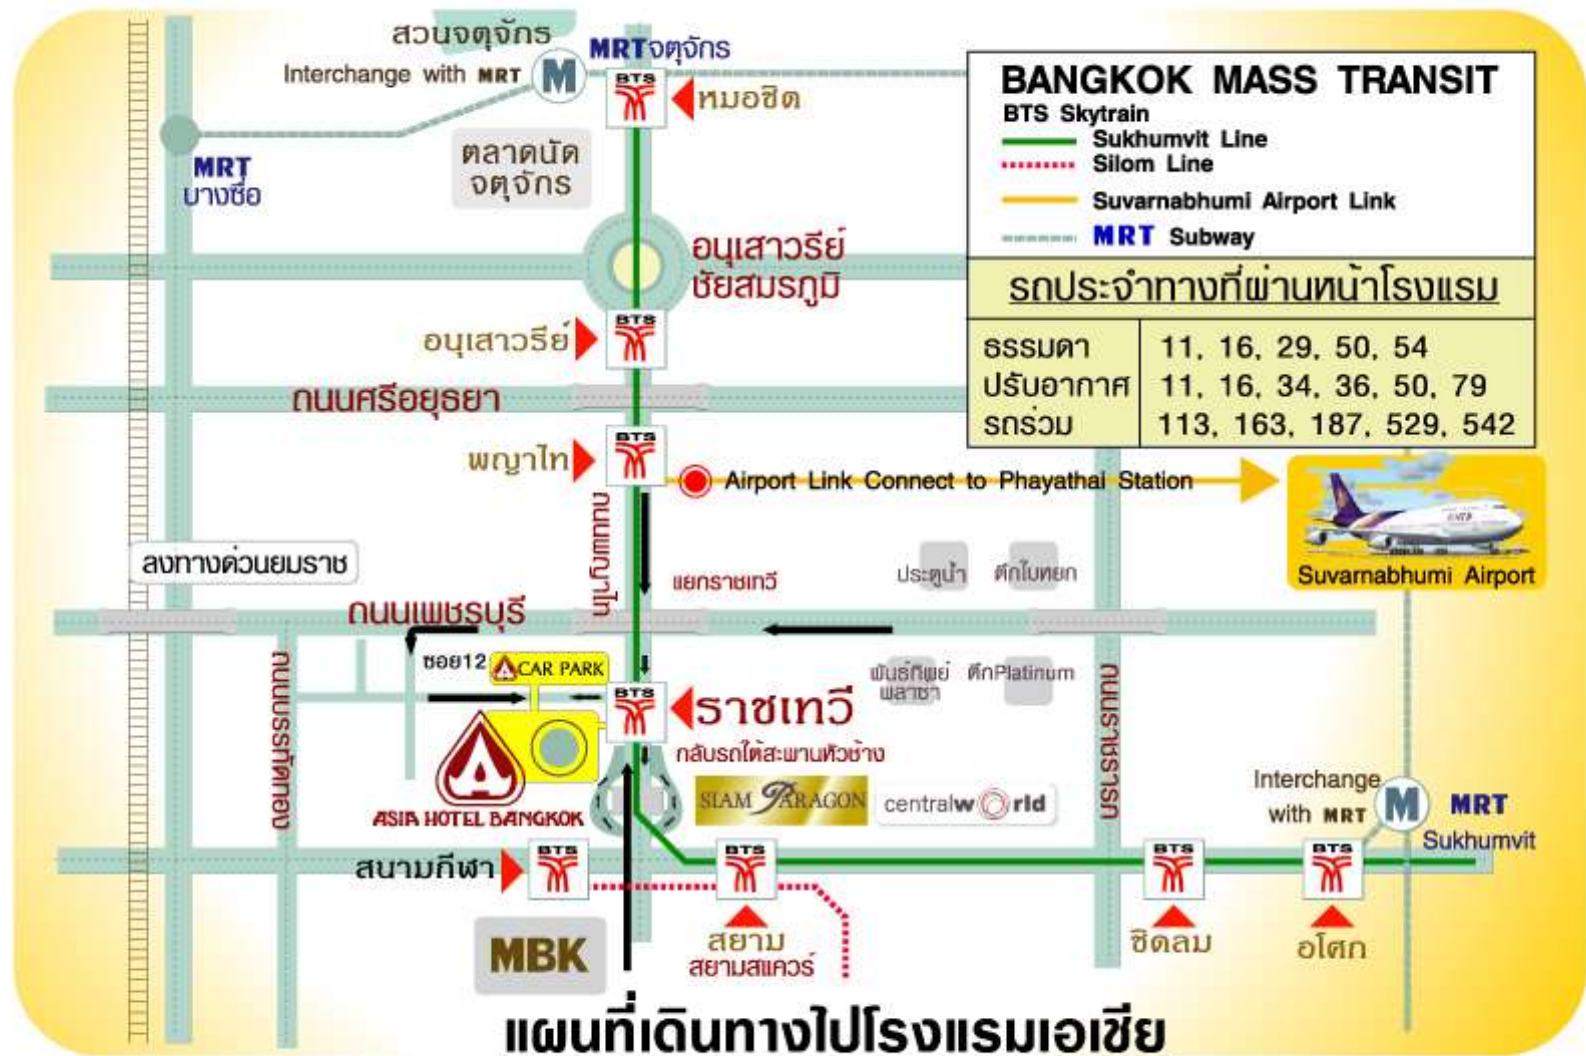 สวนจตุจักร
Interchange with MRT
M
MRTจตุจักร
BTS
หมอชิต
MRT
บางซื่อ
ตลาดนัด
จตุจักร
BANGKOK MASS TRANSIT
BTS Skytrain
Sukhumvit Line
Silom Line
Suvarnabhumi Airport Link
MRT Subway
รถประจำทางที่ผ่านหน้าโรงแรม
ธรรมดา 11, 16, 29, 50, 54
ปรับอากาศ 11, 16, 34, 36, 50, 79
รถร่วม 113, 163, 187, 529, 542
อนุเสาวรีย์
ชัยสมรภูมิ
BTS
อนุเสาวรีย์
ถนนศรีอยุธยา
BTS
พญาไท
Airport Link Connect to Phayathai Station
Suvarnabhumi Airport
ถนนพญาไท
ลงทางด่วนยมราช
แยกราชเทวี
ประตูน้ำ
ตึกใบหยก
ถนนเพชรบุรี
ซอย12
CAR PARK
BTS
ราชเทวี
พันธ์ทิพย์
พลาซา
ตึกPlatinum
ถนนบรรทัดทอง
ถนนราชปรารภ
กลับรถใต้สะพานหัวช้าง
ASIA HOTEL BANGKOK
SIAM PARAGON
centralworld
Interchange
with MRT
M
MRT
Sukhumvit
สนามกีฬา
BTS
BTS
BTS
BTS
MBK
สยาม
สยามสแควร์
ชิดลม
อโศก
แผนที่เดินทางไปโรงแรมเอเชีย